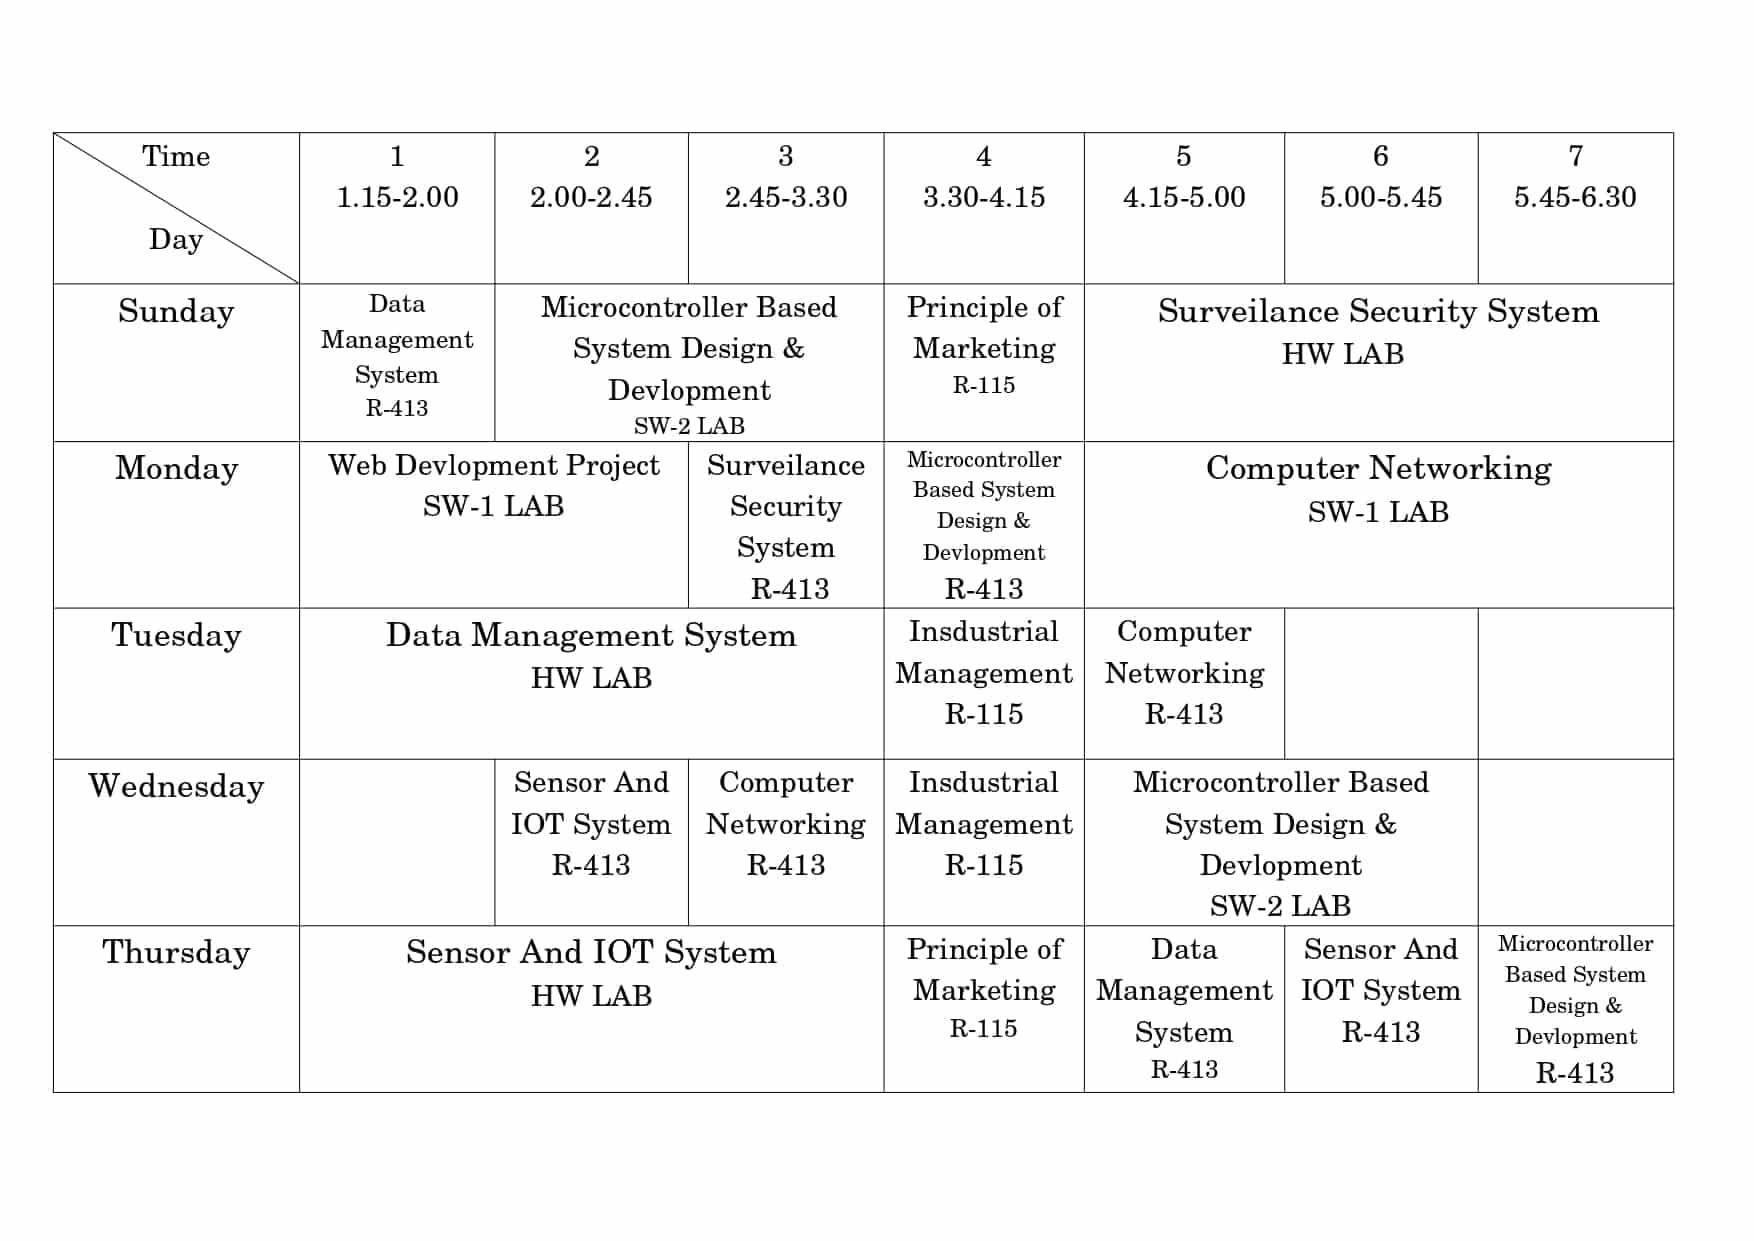 Time
Day
1
1.15-2.00
2
2.00-2.45
3
2.45-3.30
4
3.30-4.15
5
4.15-5.00
6
5.00-5.45
7
5.45-6.30
Sunday
Data
Management
System
R-413
Microcontroller Based
System Design &
Devlopment
SW-2 LAB
Principle of
Marketing
R-115
Surveilance Security System
HW LAB
Monday
Web Devlopment Project
SW-1 LAB
Surveilance
Security
System
R-413
Microcontroller
Based System
Design &
Devlopment
R-413
Computer Networking
SW-1 LAB
Tuesday
Data Management System
HW LAB
Insdustrial
Management
R-115
Computer
Networking
R-413
Wednesday
Sensor And
IOT System
R-413
Computer
Networking
R-413
Insdustrial
Management
R-115
Microcontroller Based
System Design &
Devlopment
SW-2 LAB
Thursday
Sensor And IOT System
HW LAB
Principle of
Marketing
R-115
Data
Management
System
R-413
Sensor And
IOT System
R-413
Microcontroller
Based System
Design &
Devlopment
R-413